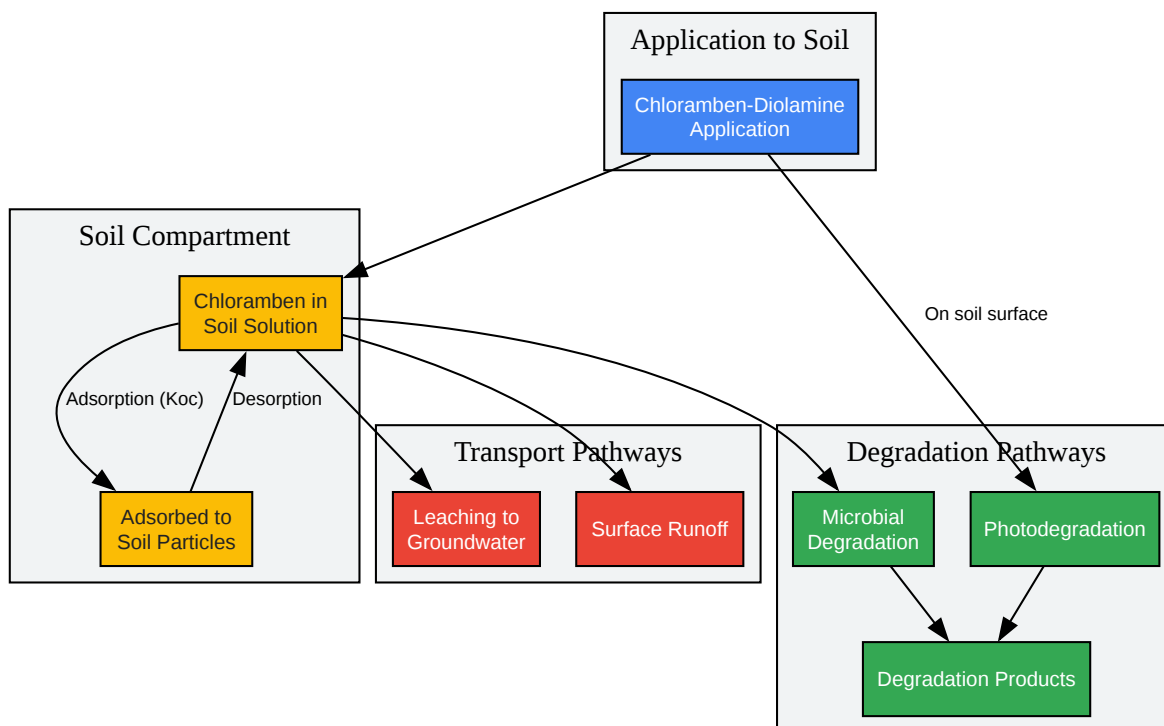 Application to Soil
Chloramben-Diolamine
Application
Soil Compartment
Chloramben in
Soil Solution
On soil surface
Adsorption (Koc)
Desorption
Adsorbed to
Soil Particles
Transport Pathways
Leaching to
Groundwater
Surface Runoff
Degradation Pathways
Microbial
Degradation
Photodegradation
Degradation Products